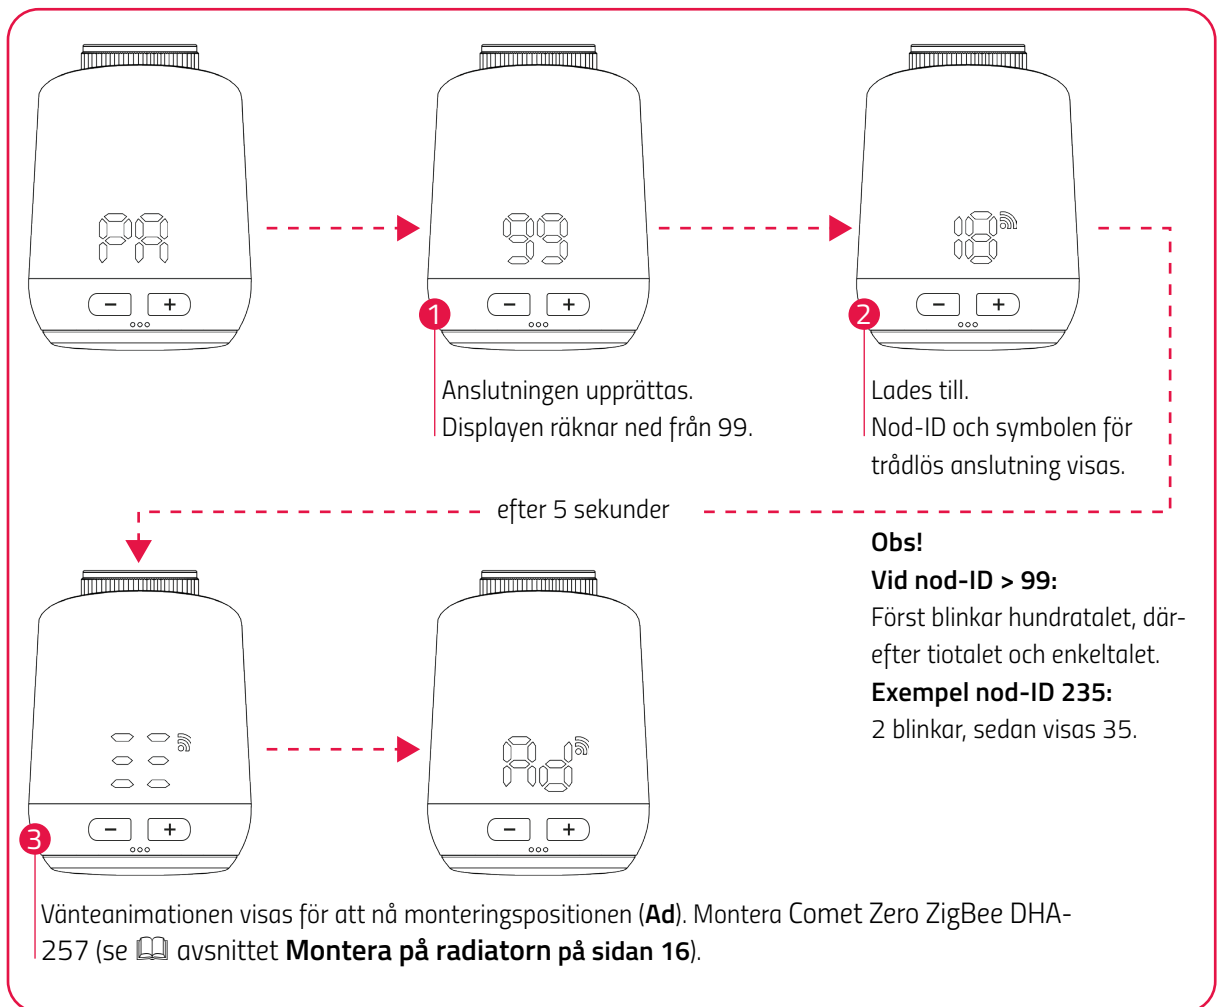 PA
99
18
1
2
Anslutningen upprättas.
Displayen räknar ned från 99.
Lades till.
Nod-ID och symbolen för
trådlös anslutning visas.
efter 5 sekunder
Obs!
Vid nod-ID > 99:
Först blinkar hundratalet, där-
efter tiotalet och enkeltalet.
Exempel nod-ID 235:
2 blinkar, sedan visas 35.
Ad
3
Vänteanimationen visas för att nå monteringspositionen (Ad). Montera Comet Zero ZigBee DHA-
257 (se avsnittet Montera på radiatorn på sidan 16).